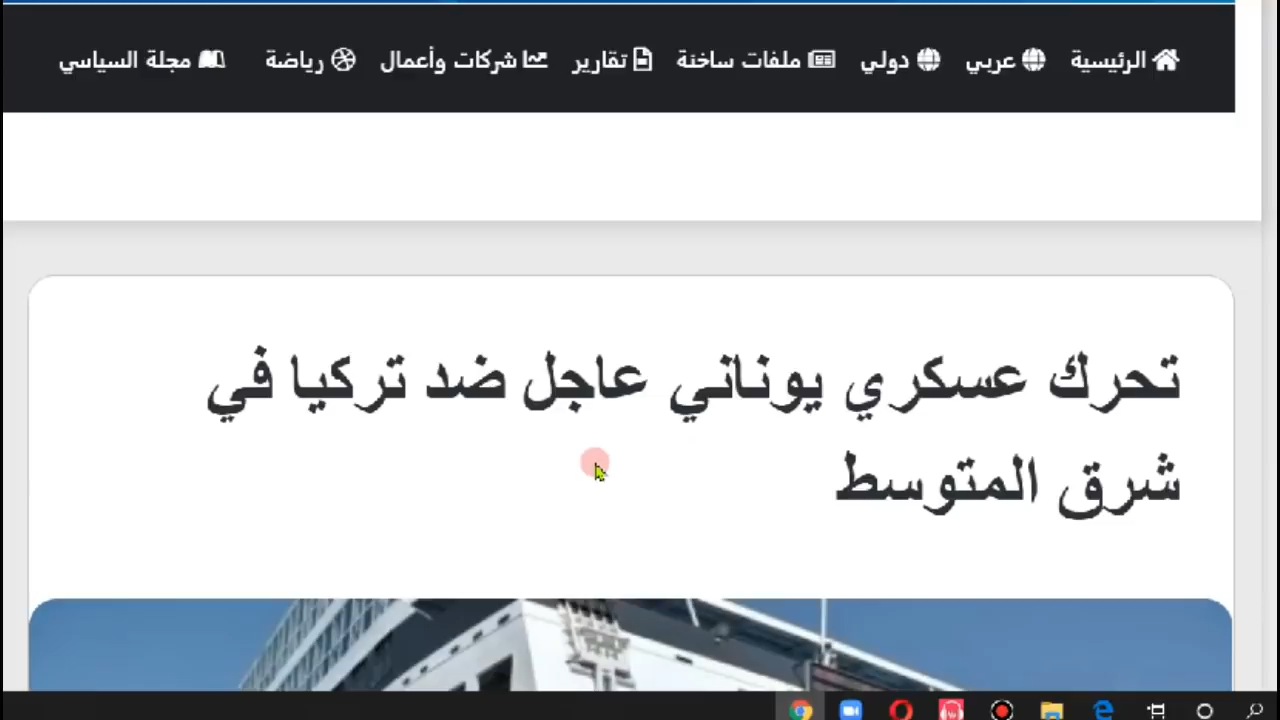 الرئيسية عربي دولي ملفات ساخنة تقارير شركات وأعمال رياضة مجلة السياسي
تحرك عسكري يوناني عاجل ضد تركيا في
شرق المتوسط